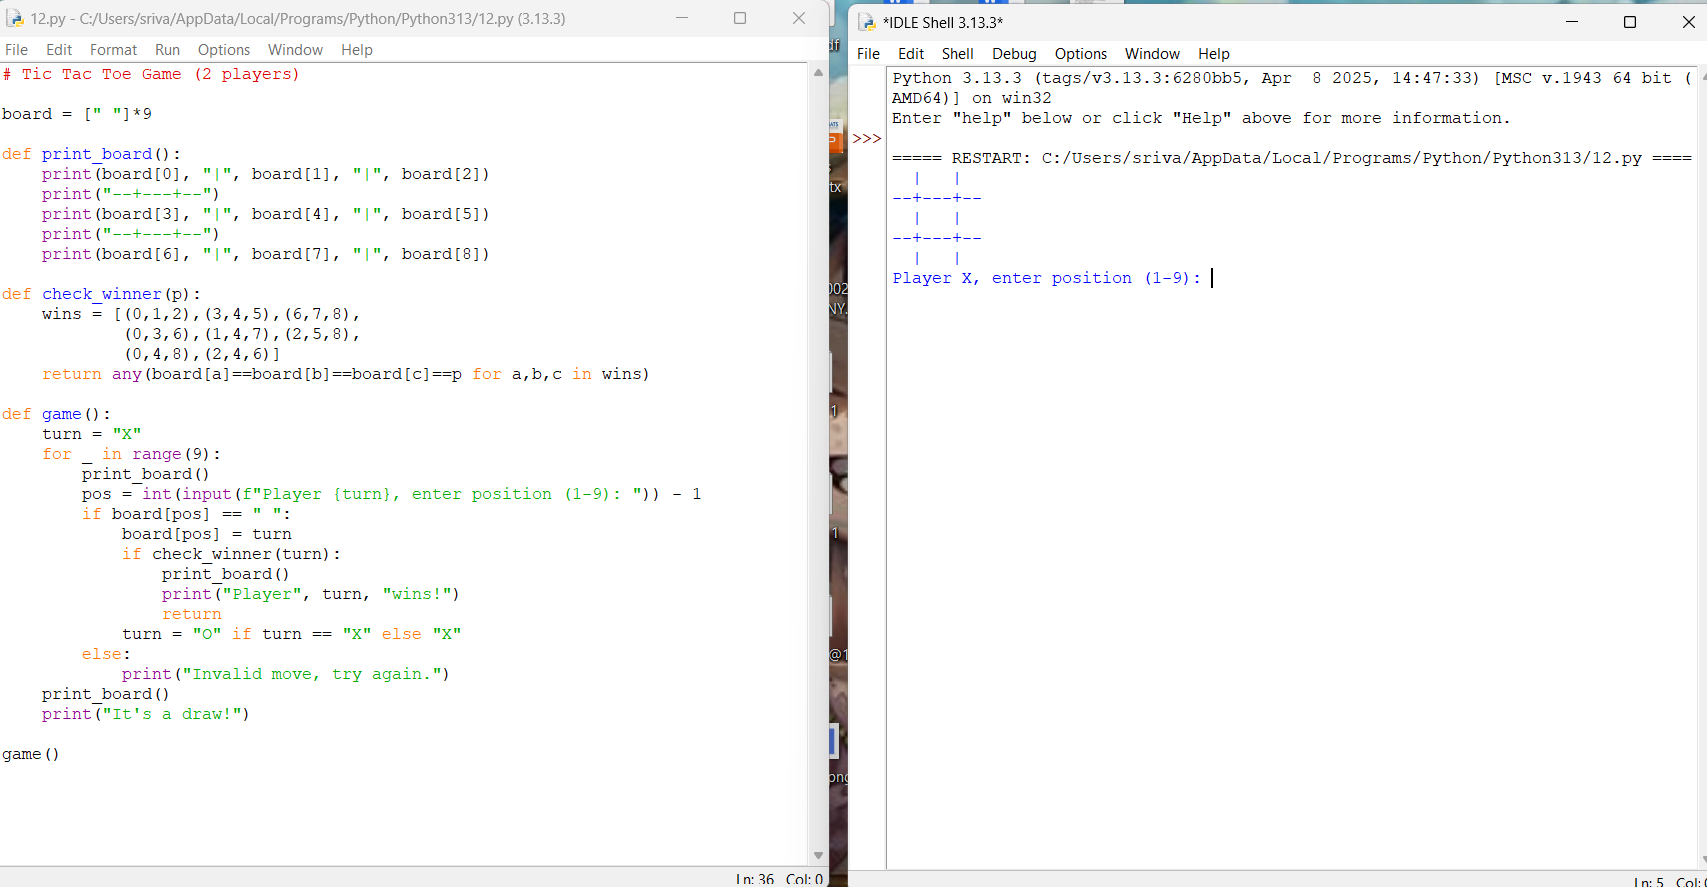 12.py - C:/Users/sriva/AppData/Local/Programs/Python/Python313/12.py (3.13.3)
File Edit Format Run Options Window Help
# Tic Tac Toe Game (2 players)

board = [" "]*9

def print_board():
    print(board[0], "|", board[1], "|", board[2])
    print("--+---+--")
    print(board[3], "|", board[4], "|", board[5])
    print("--+---+--")
    print(board[6], "|", board[7], "|", board[8])

def check_winner(p):
    wins = [(0,1,2),(3,4,5),(6,7,8),
            (0,3,6),(1,4,7),(2,5,8),
            (0,4,8),(2,4,6)]
    return any(board[a]==board[b]==board[c]==p for a,b,c in wins)

def game():
    turn = "X"
    for _ in range(9):
        print_board()
        pos = int(input(f"Player {turn}, enter position (1-9): ")) - 1
        if board[pos] == " ":
            board[pos] = turn
            if check_winner(turn):
                print_board()
                print("Player", turn, "wins!")
                return
            turn = "O" if turn == "X" else "X"
        else:
            print("Invalid move, try again.")
    print_board()
    print("It's a draw!")

game()
Ln: 36 Col: 0
df
tx
002
NY.
1
1
@1
ong
*IDLE Shell 3.13.3*
File Edit Shell Debug Options Window Help
Python 3.13.3 (tags/v3.13.3:6280bb5, Apr  8 2025, 14:47:33) [MSC v.1943 64 bit (
AMD64)] on win32
Enter "help" below or click "Help" above for more information.
>>>
===== RESTART: C:/Users/sriva/AppData/Local/Programs/Python/Python313/12.py ====
  |   |
--+---+--
  |   |
--+---+--
  |   |
Player X, enter position (1-9):
Ln: 5 Col: